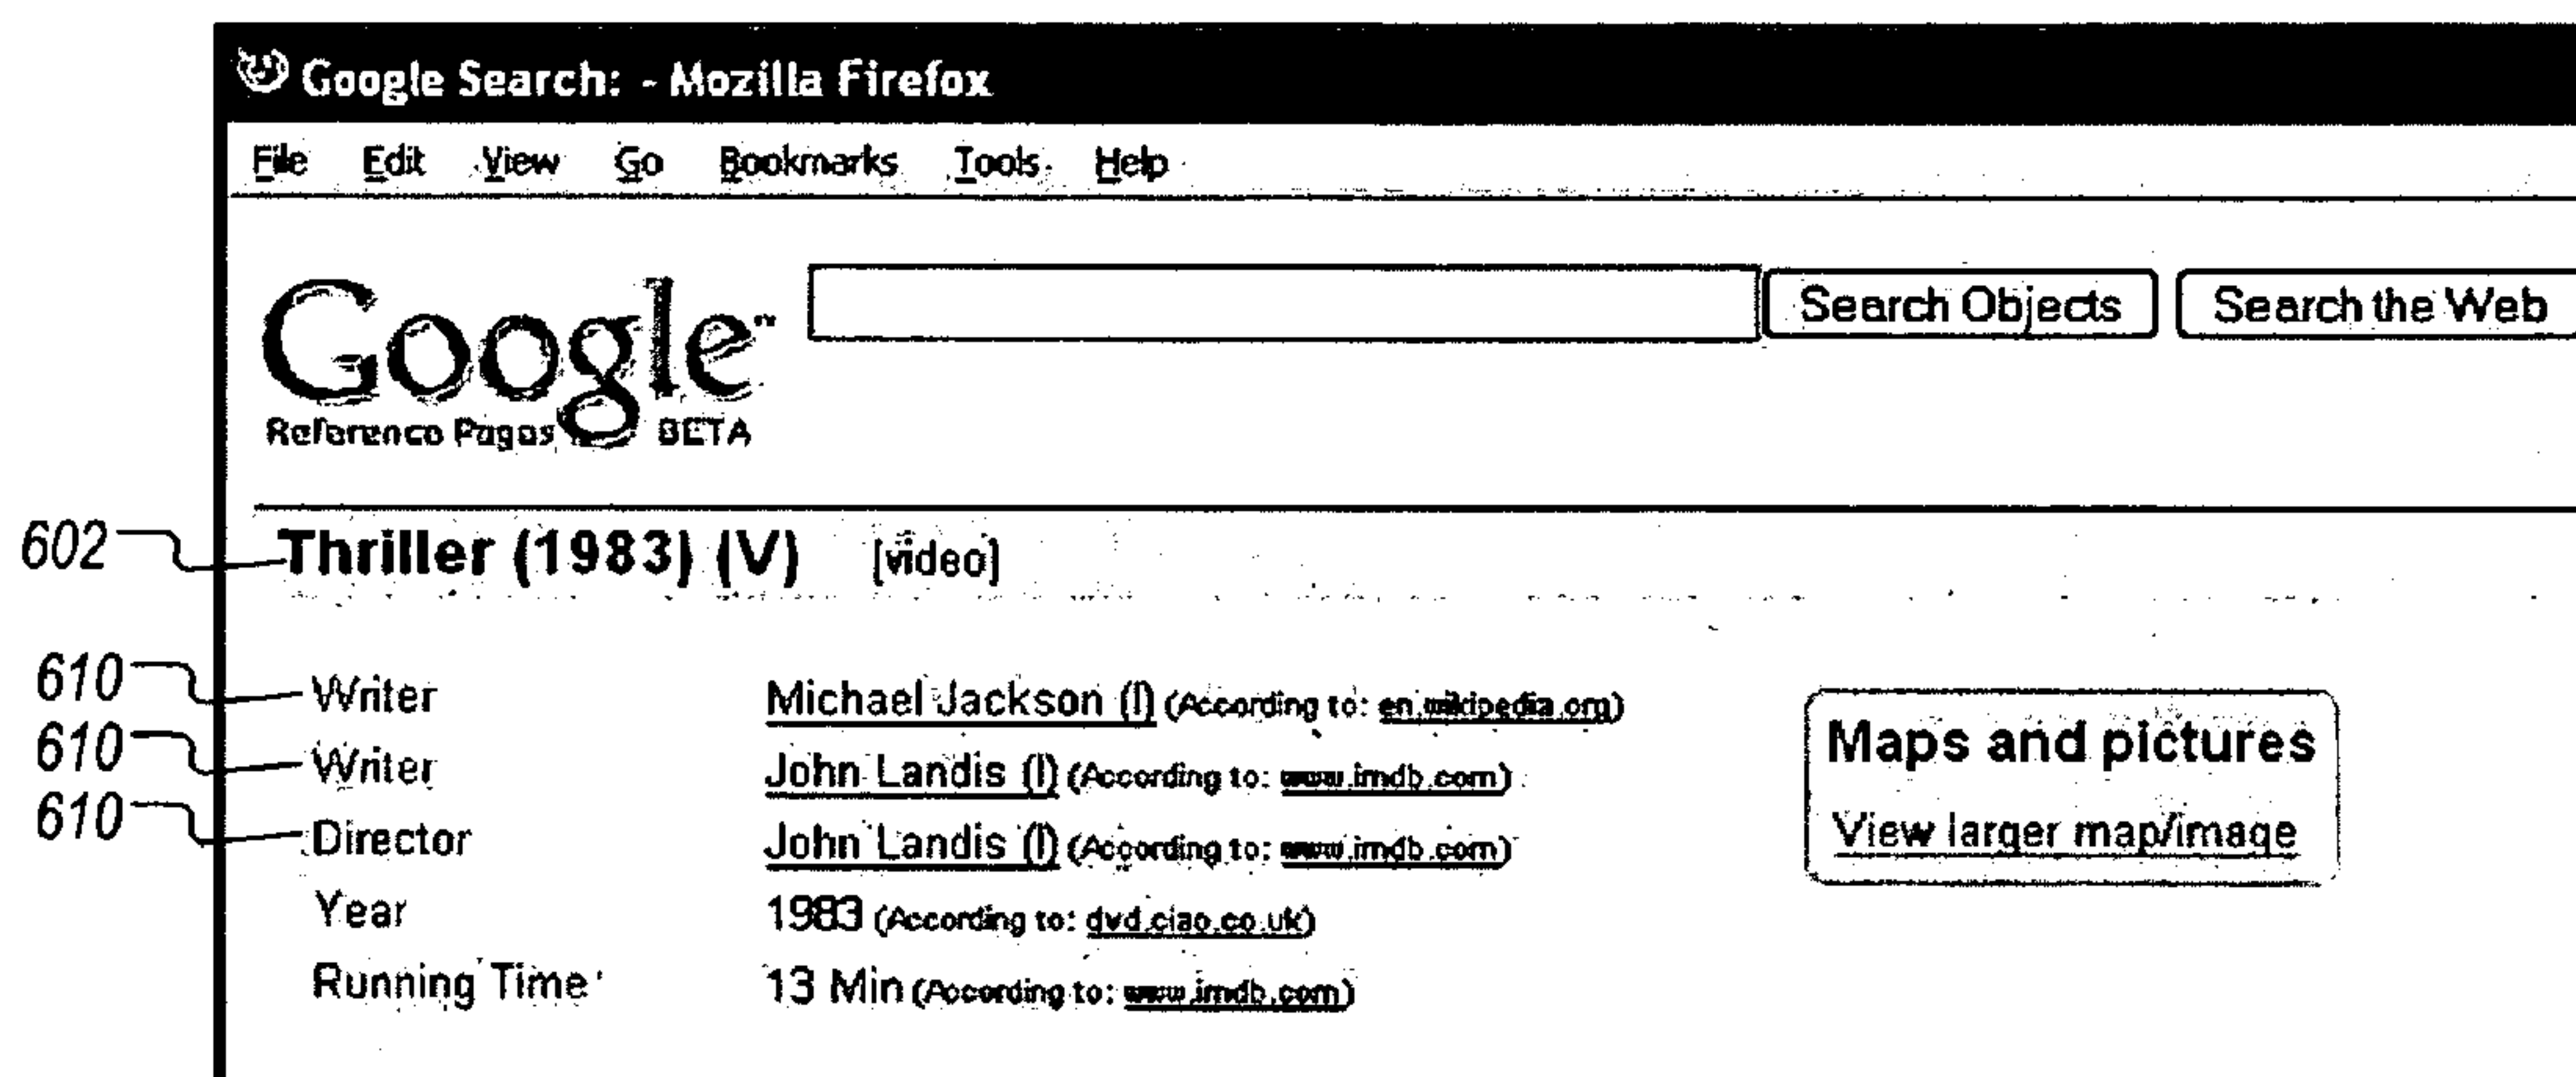 Google Search: - Mozilla Firefox
File Edit View Go Bookmarks Tools Help
Google™ Search Objects Search the Web
Reference Pages BETA
602 Thriller (1983) (V) [video]
610 Writer Michael Jackson (I) (According to: en.wikipedia.org)
610 Writer John Landis (I) (According to: www.imdb.com)
610 Director John Landis (I) (According to: www.imdb.com)
Year 1983 (According to: dvd.ciao.co.uk)
Running Time 13 Min (According to: www.imdb.com)
Maps and pictures
View larger map/image